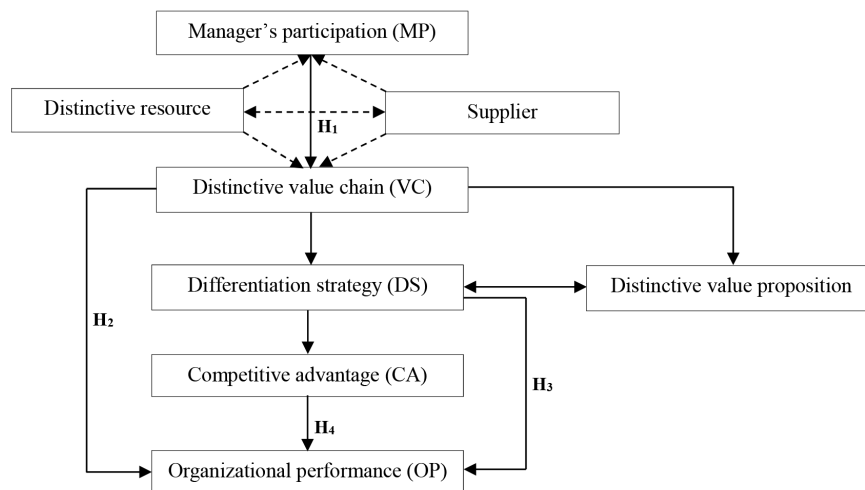 Manager’s participation (MP)
Distinctive resource
Supplier
H₁
Distinctive value chain (VC)
Differentiation strategy (DS)
Distinctive value proposition
H₂
Competitive advantage (CA)
H₃
H₄
Organizational performance (OP)